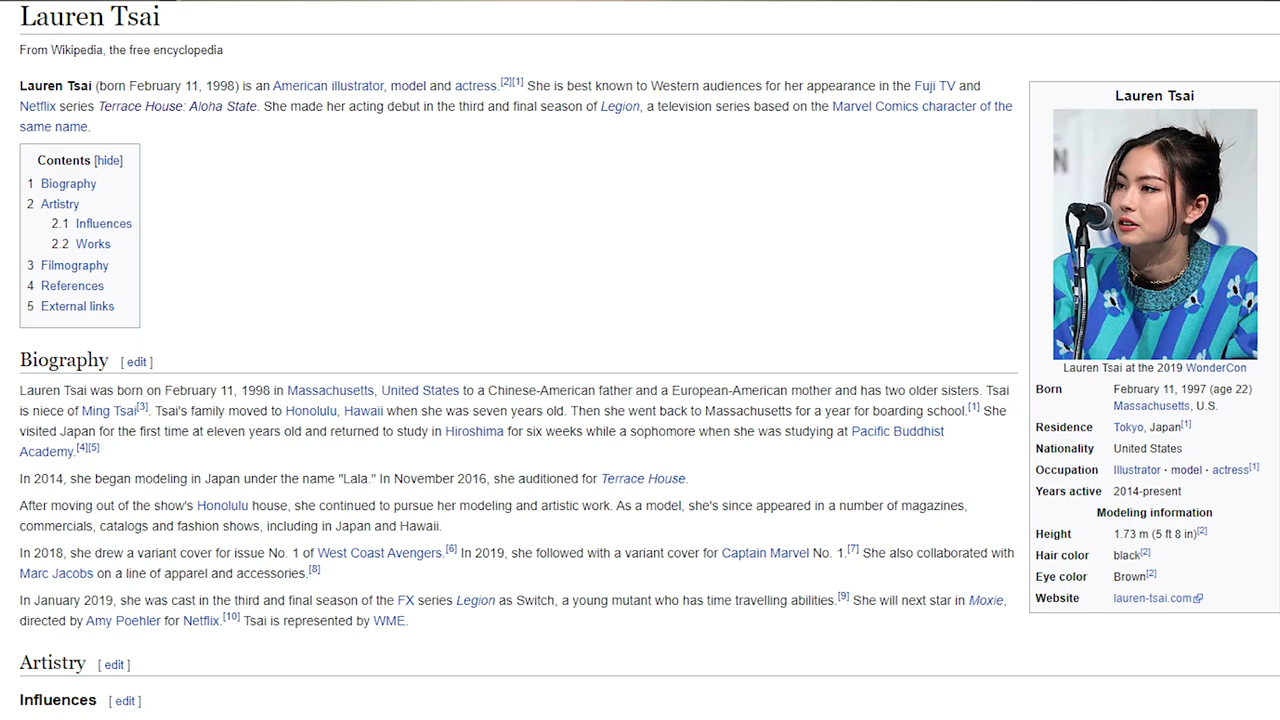 Lauren Tsai
From Wikipedia, the free encyclopedia
Lauren Tsai (born February 11, 1998) is an American illustrator, model and actress.[2][1] She is best known to Western audiences for her appearance in the Fuji TV and
Netflix series Terrace House: Aloha State. She made her acting debut in the third and final season of Legion, a television series based on the Marvel Comics character of the
same name.
Contents [hide]
1 Biography
2 Artistry
2.1 Influences
2.2 Works
3 Filmography
4 References
5 External links
Biography [ edit ]
Lauren Tsai was born on February 11, 1998 in Massachusetts, United States to a Chinese-American father and a European-American mother and has two older sisters. Tsai
is niece of Ming Tsai[3]. Tsai's family moved to Honolulu, Hawaii when she was seven years old. Then she went back to Massachusetts for a year for boarding school.[1] She
visited Japan for the first time at eleven years old and returned to study in Hiroshima for six weeks while a sophomore when she was studying at Pacific Buddhist
Academy.[4][5]
In 2014, she began modeling in Japan under the name "Lala." In November 2016, she auditioned for Terrace House.
After moving out of the show's Honolulu house, she continued to pursue her modeling and artistic work. As a model, she's since appeared in a number of magazines,
commercials, catalogs and fashion shows, including in Japan and Hawaii.
In 2018, she drew a variant cover for issue No. 1 of West Coast Avengers.[6] In 2019, she followed with a variant cover for Captain Marvel No. 1.[7] She also collaborated with
Marc Jacobs on a line of apparel and accessories.[8]
In January 2019, she was cast in the third and final season of the FX series Legion as Switch, a young mutant who has time travelling abilities.[9] She will next star in Moxie,
directed by Amy Poehler for Netflix.[10] Tsai is represented by WME.
Artistry [ edit ]
Influences [ edit ]
Lauren Tsai
N
Lauren Tsai at the 2019 WonderCon
Born February 11, 1997 (age 22)
Massachusetts, U.S.
Residence Tokyo, Japan[1]
Nationality United States
Occupation Illustrator · model · actress[1]
Years active 2014-present
Modeling information
Height 1.73 m (5 ft 8 in)[2]
Hair color black[2]
Eye color Brown[2]
Website lauren-tsai.com